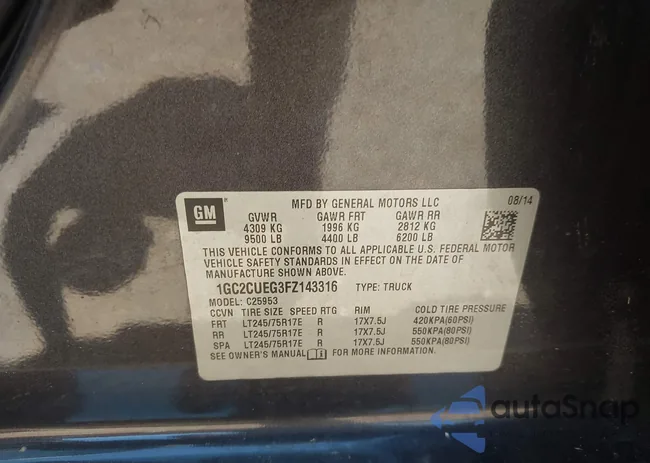 GM
MFD BY GENERAL MOTORS LLC 08/14
GVWR GAWR FRT GAWR RR
4309 KG 1996 KG 2812 KG
9500 LB 4400 LB 6200 LB
THIS VEHICLE CONFORMS TO ALL APPLICABLE U.S. FEDERAL MOTOR
VEHICLE SAFETY STANDARDS IN EFFECT ON THE DATE OF
MANUFACTURE SHOWN ABOVE.
1GC2CUEG3FZ143316 TYPE: TRUCK
MODEL: C25953
CCVN TIRE SIZE SPEED RTG RIM COLD TIRE PRESSURE
FRT LT245/75R17E R 17X7.5J 420KPA(60PSI)
RR LT245/75R17E R 17X7.5J 550KPA(80PSI)
SPA LT245/75R17E R 17X7.5J 550KPA(80PSI)
SEE OWNER'S MANUAL FOR MORE INFORMATION.
autoSnap